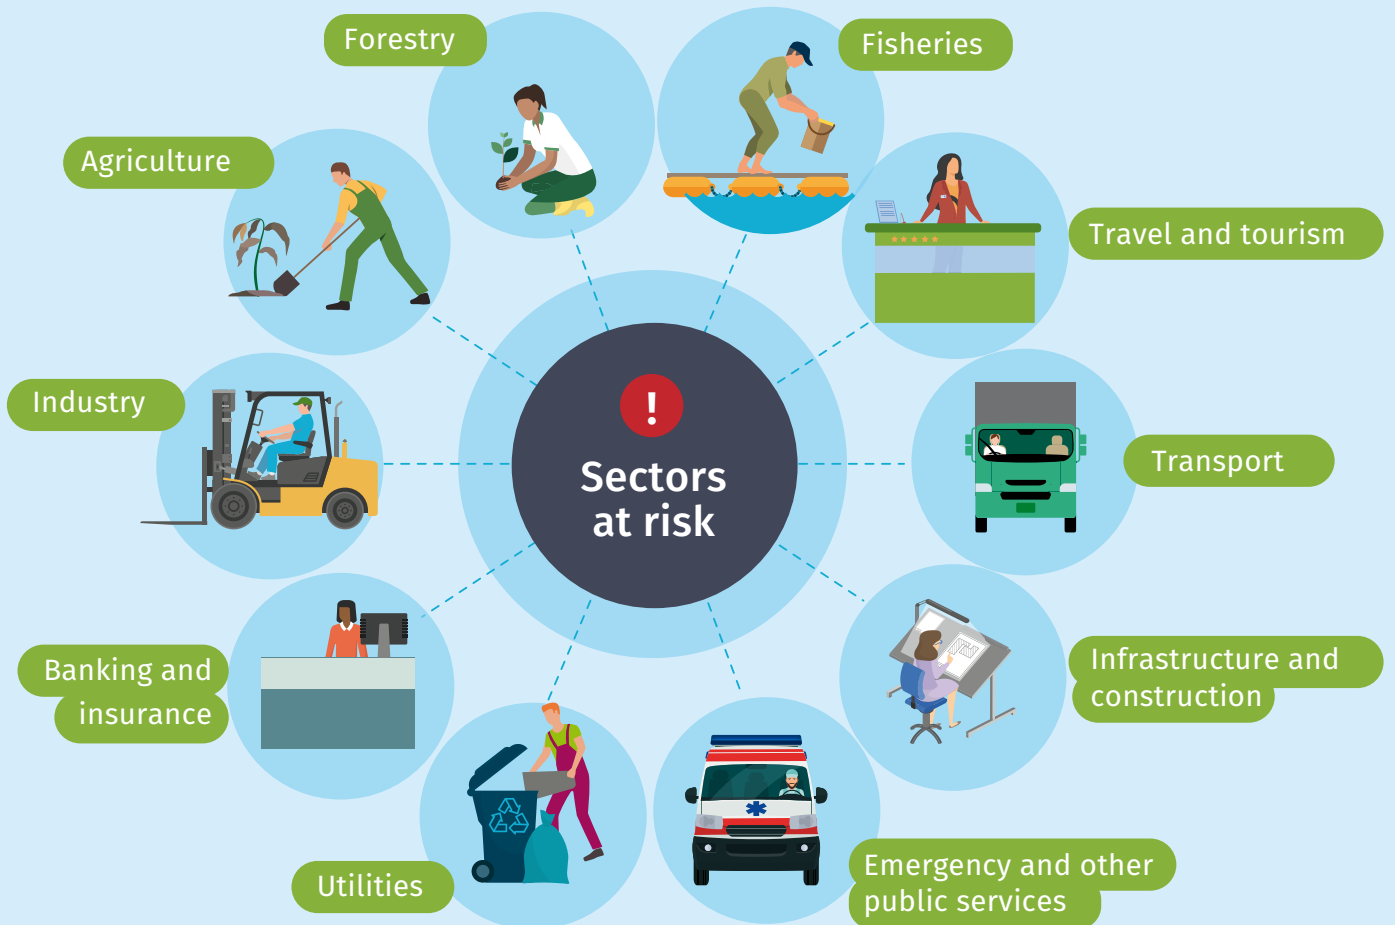 Forestry
Fisheries
Agriculture
Travel and tourism
Industry
!
Sectors
at risk
Transport
Banking and
insurance
Infrastructure and
construction
Utilities
Emergency and other
public services